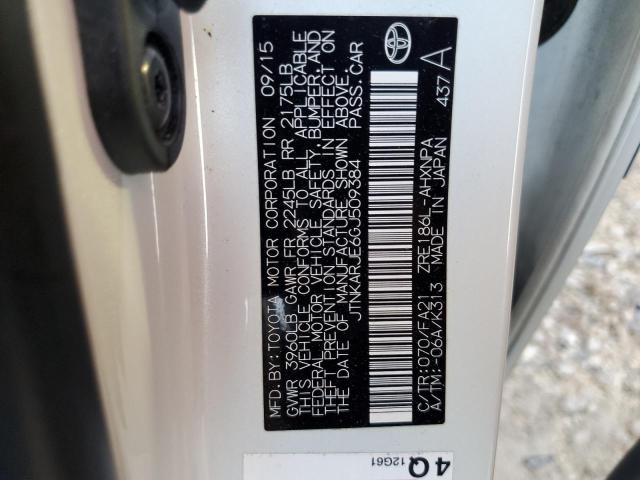 MFD.BY:TOYOTA MOTOR CORPORATION 09/15
GVWR 3960LB GAWR FR 2245LB RR 2175LB
THIS VEHICLE CONFORMS TO ALL APPLICABLE
FEDERAL MOTOR VEHICLE SAFETY, BUMPER, AND
THEFT PREVENTION STANDARDS IN EFFECT ON
THE DATE OF MANUFACTURE SHOWN ABOVE.
JTNKARJE6GJ509384 PASS.CAR
C/TR:070/FA21 ZRE186L-AHXNPA
A/TM:-06A/K313 MADE IN JAPAN
437 A
4Q
12G61